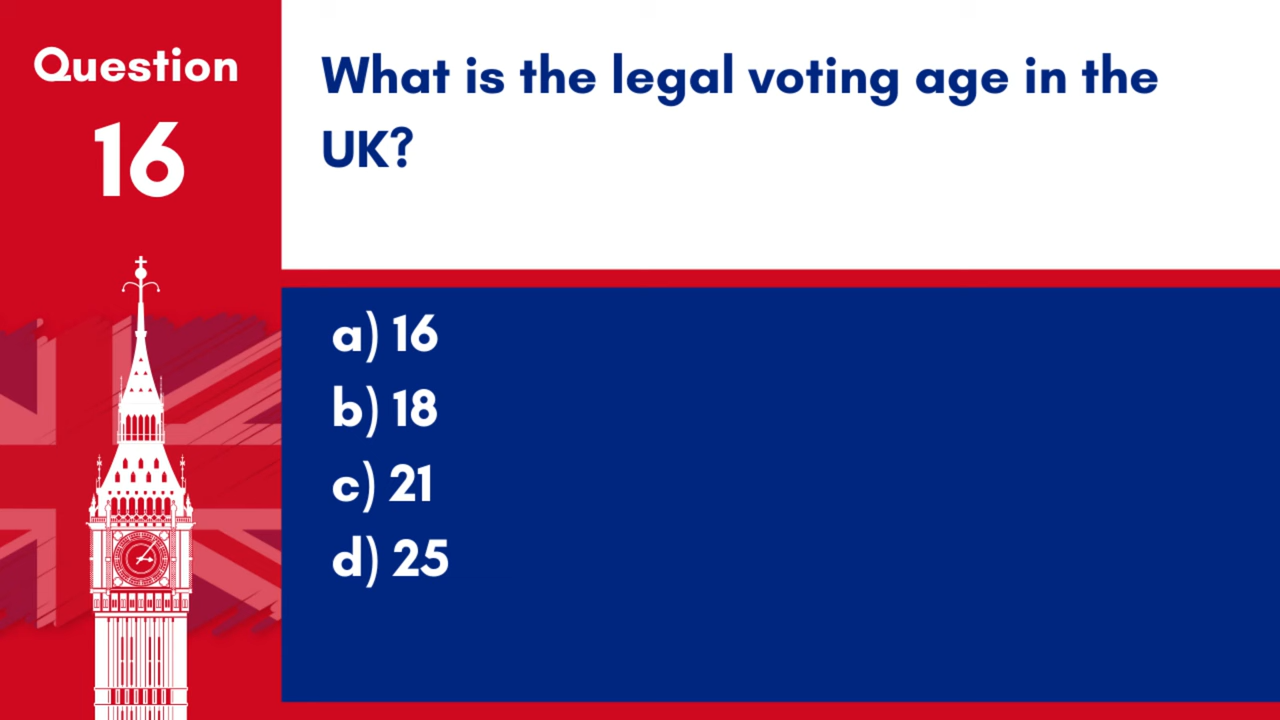 Question
16
What is the legal voting age in the
UK?
a) 16
b) 18
c) 21
d) 25